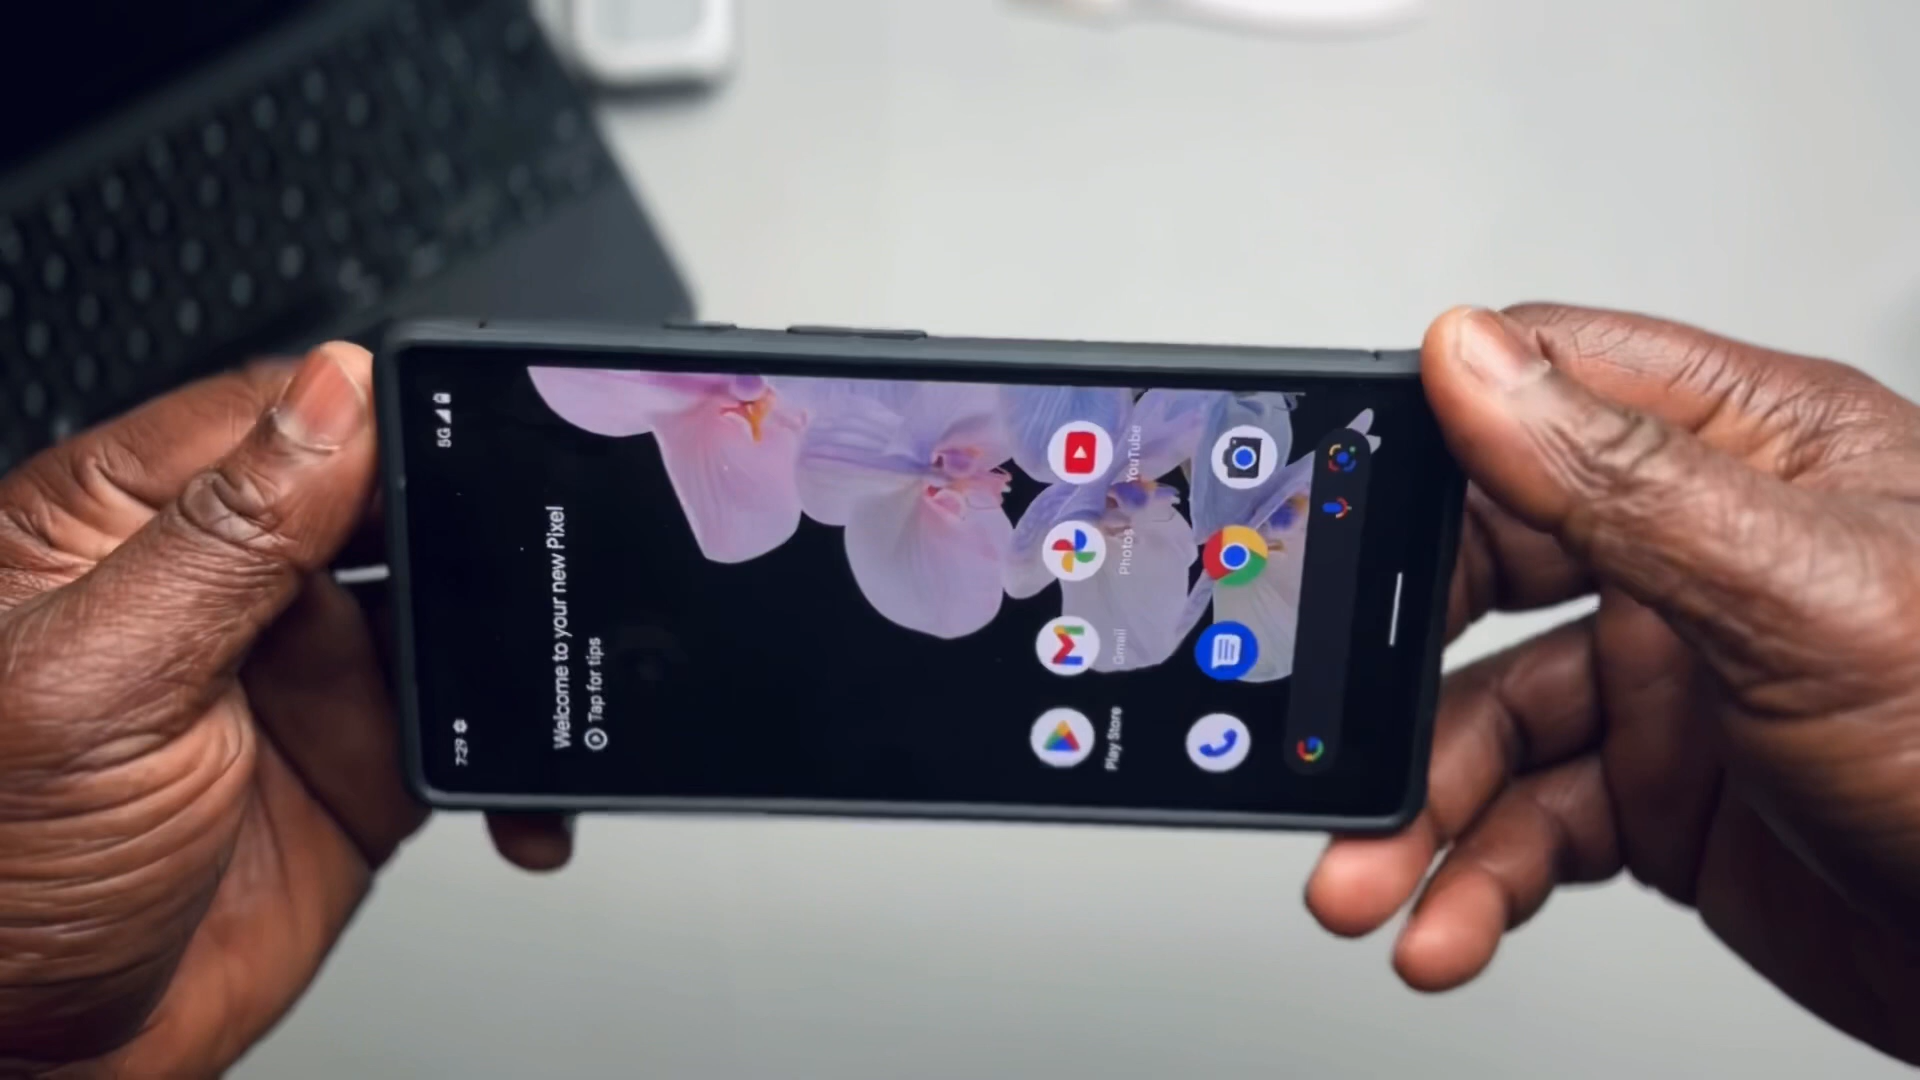 7:29
5G
Welcome to your new Pixel
Tap for tips
Play Store
Gmail
Photos
YouTube